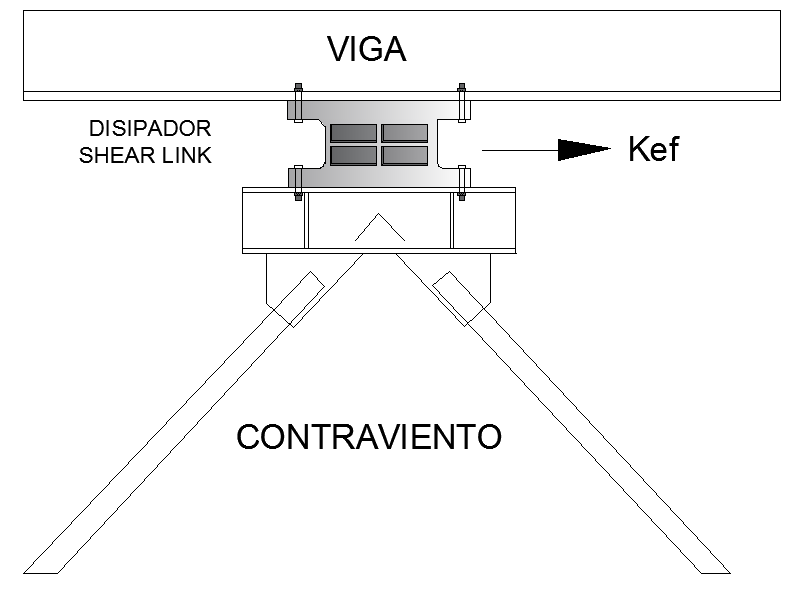 VIGA
DISIPADOR
SHEAR LINK
Kef
CONTRAVIENTO